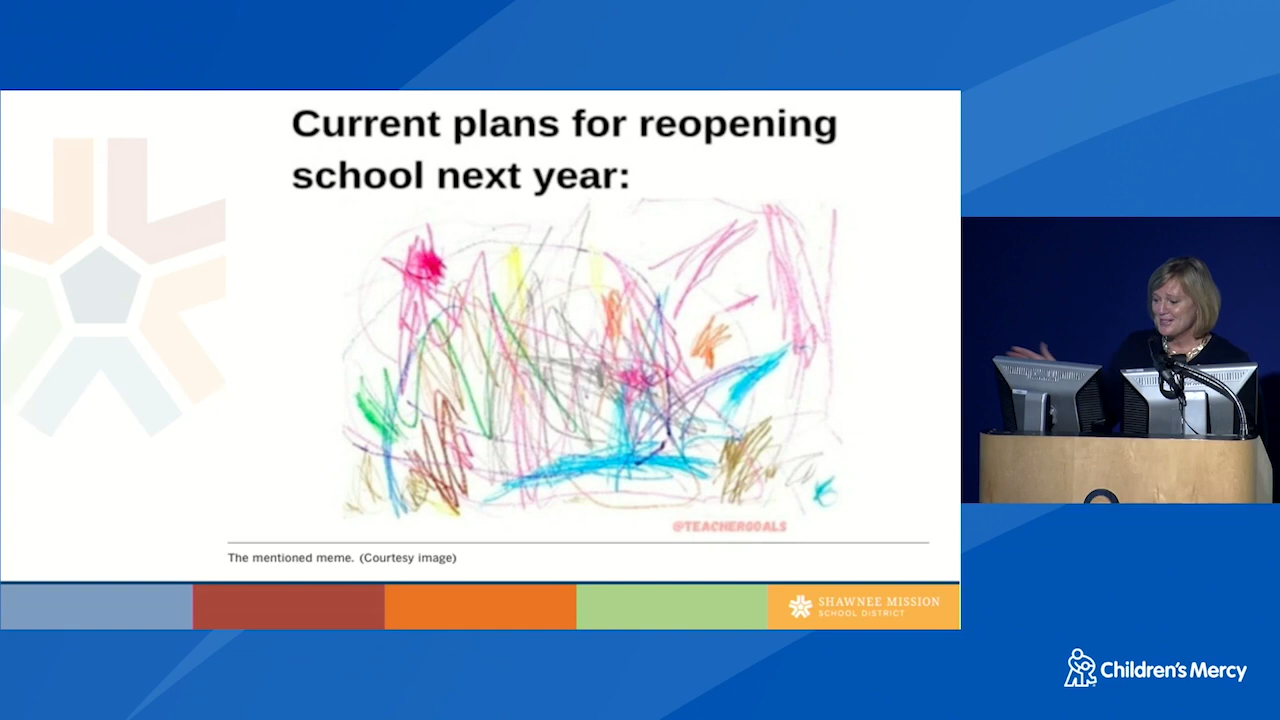 Current plans for reopening
school next year:
@TEACHERGOALS
The mentioned meme. (Courtesy image)
SHAWNEE MISSION
SCHOOL DISTRICT
Children's Mercy